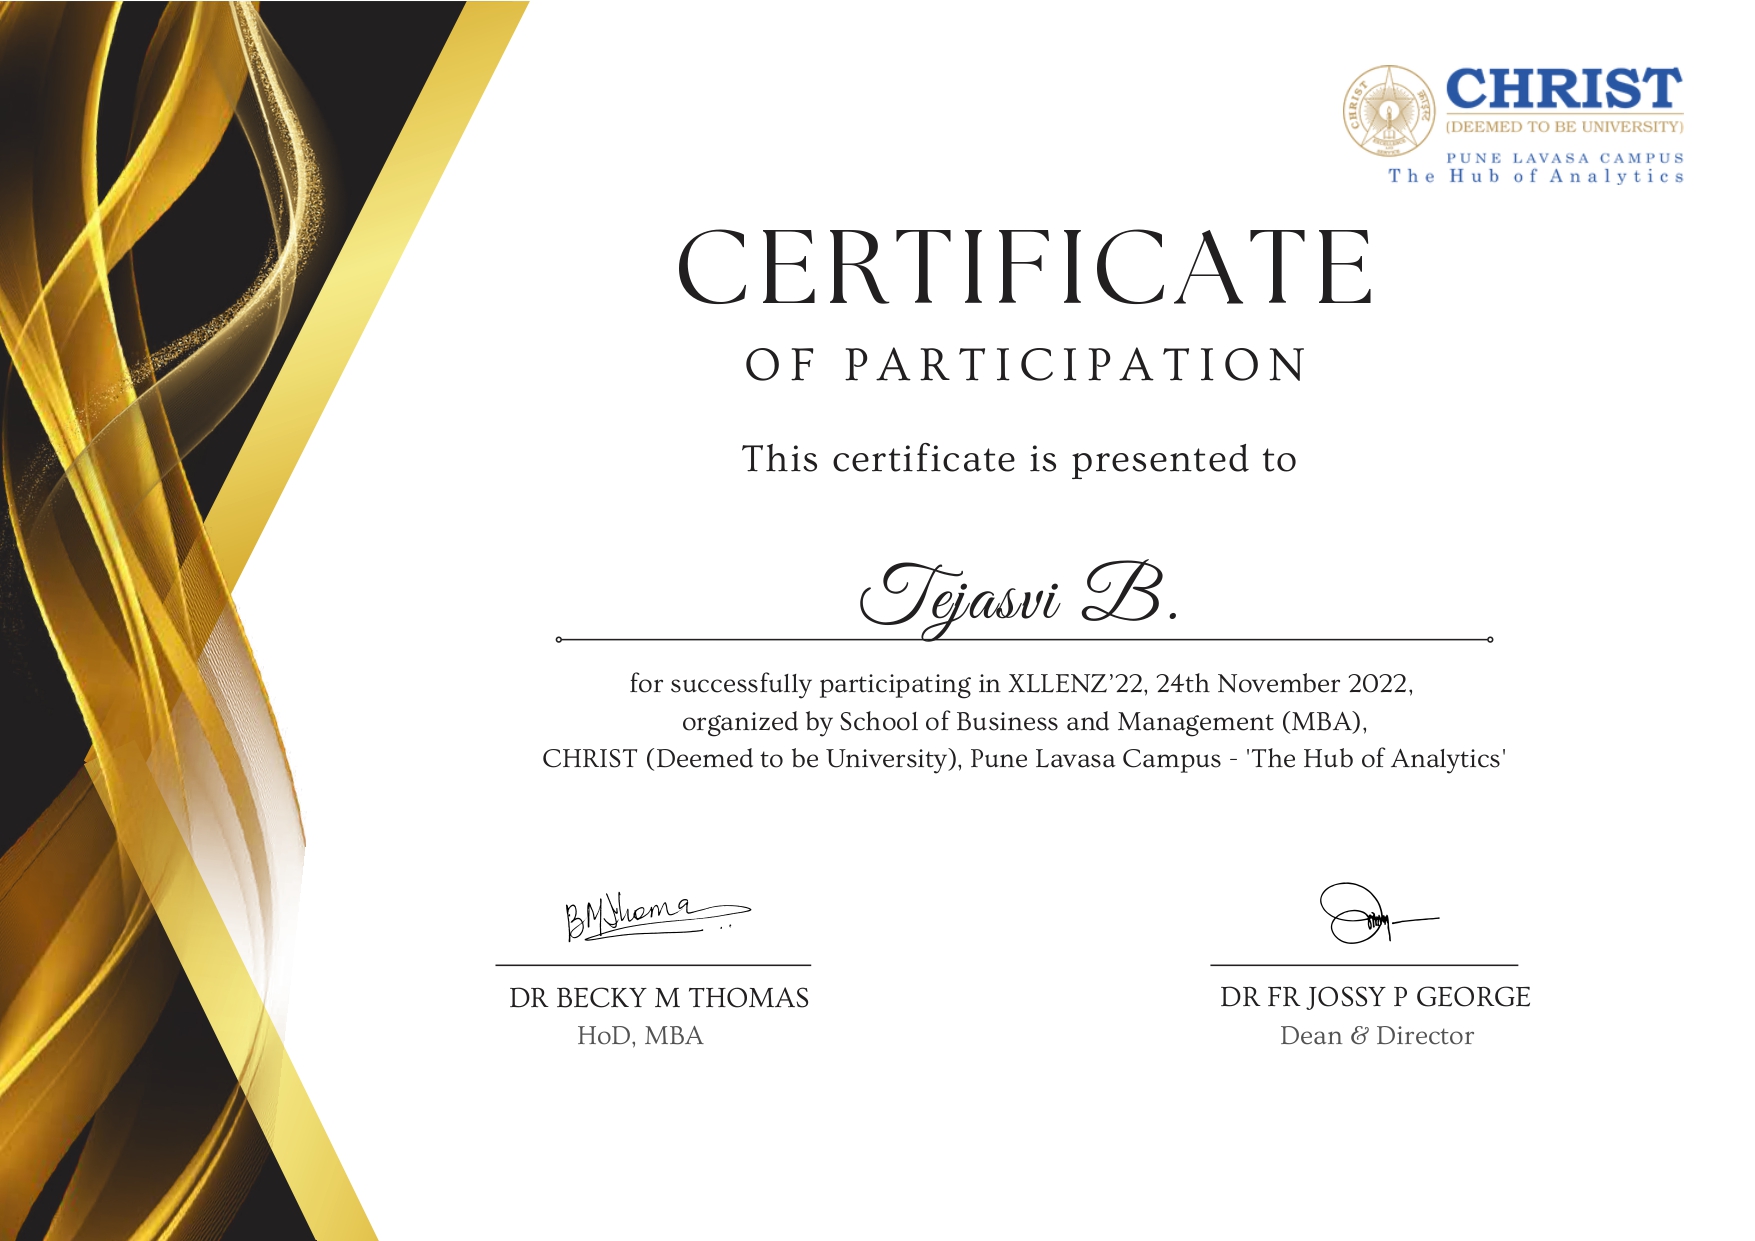 CHRIST
(DEEMED TO BE UNIVERSITY)
PUNE LAVASA CAMPUS
The Hub of Analytics
CERTIFICATE
OF PARTICIPATION
This certificate is presented to
Tejasvi B.
for successfully participating in XLLENZ’22, 24th November 2022,
organized by School of Business and Management (MBA),
CHRIST (Deemed to be University), Pune Lavasa Campus - 'The Hub of Analytics'
DR BECKY M THOMAS
HoD, MBA
DR FR JOSSY P GEORGE
Dean & Director